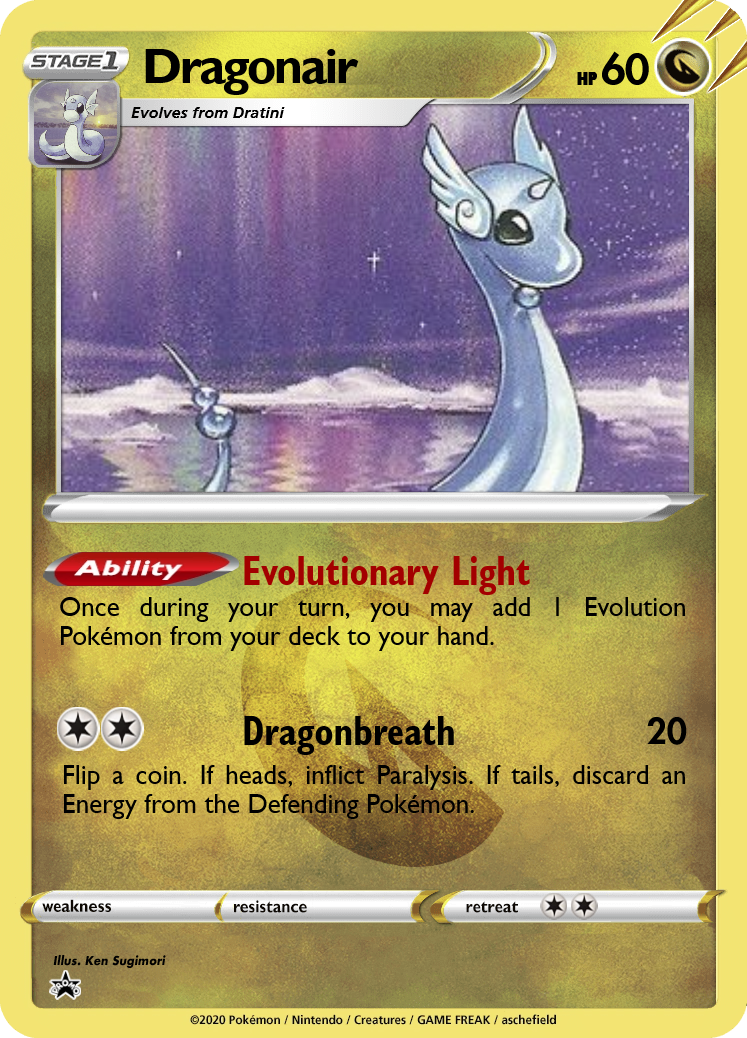 STAGE1
Dragonair
HP 60
Evolves from Dratini
Ability
Evolutionary Light
Once during your turn, you may add 1 Evolution
Pokémon from your deck to your hand.
Dragonbreath 20
Flip a coin. If heads, inflict Paralysis. If tails, discard an
Energy from the Defending Pokémon.
weakness resistance retreat
Illus. Ken Sugimori
PROMO
©2020 Pokémon / Nintendo / Creatures / GAME FREAK / aschefield